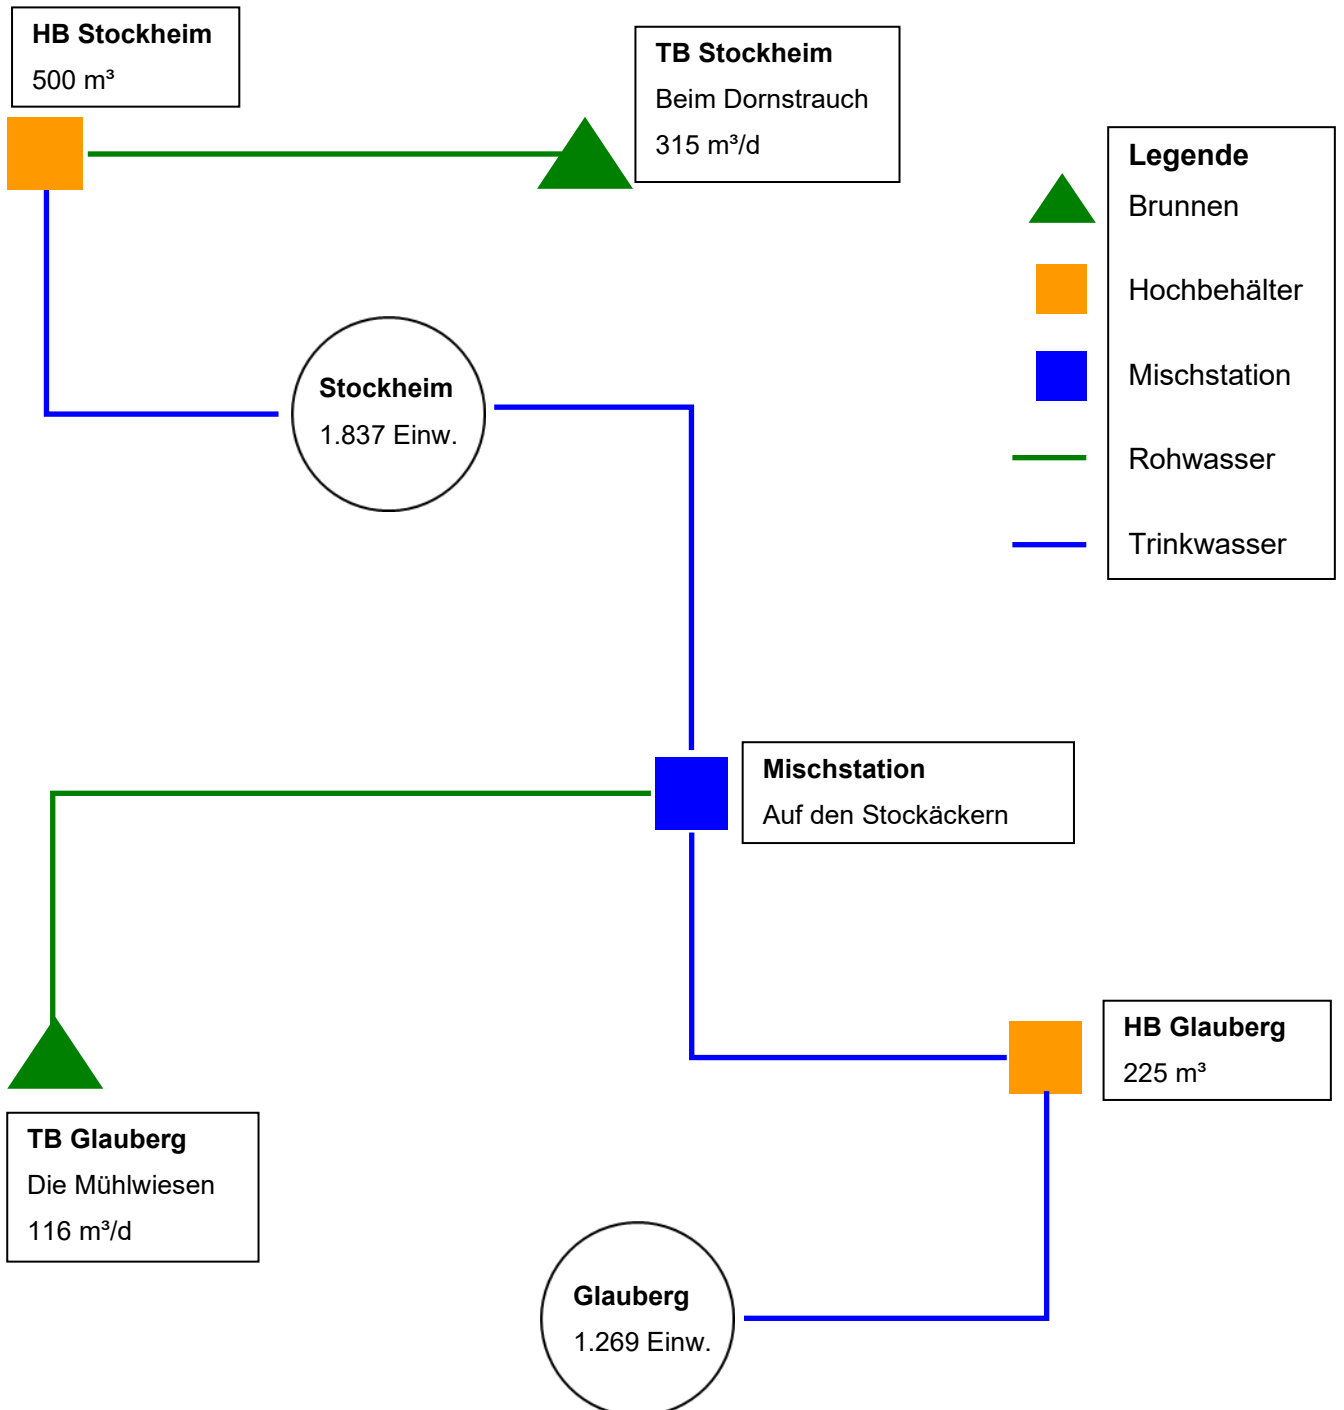 HB Stockheim
500 m³
TB Stockheim
Beim Dornstrauch
315 m³/d
Legende
Brunnen
Hochbehälter
Mischstation
Rohwasser
Trinkwasser
Stockheim
1.837 Einw.
Mischstation
Auf den Stockäckern
HB Glauberg
225 m³
TB Glauberg
Die Mühlwiesen
116 m³/d
Glauberg
1.269 Einw.